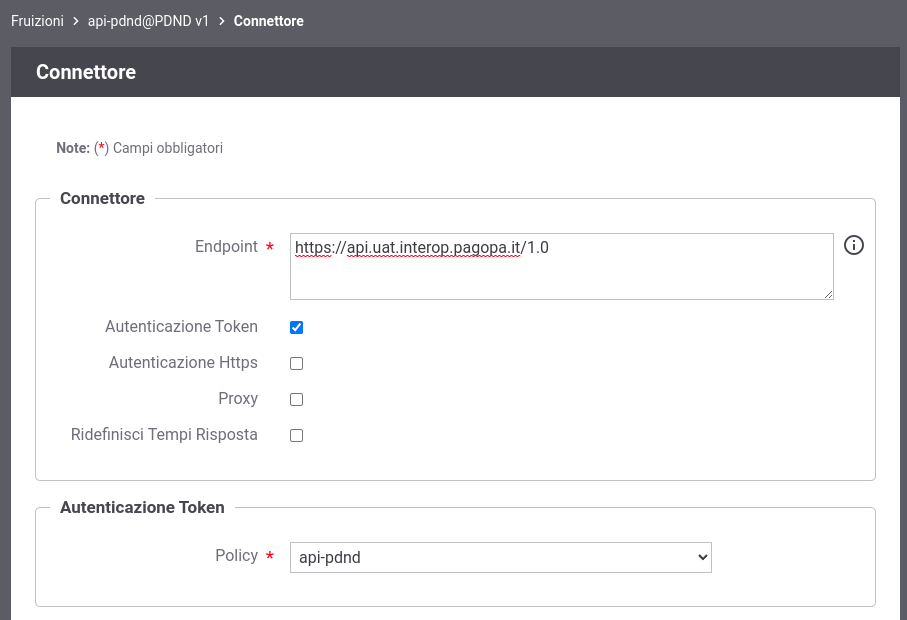 Fruizioni > api-pdnd@PDND v1 > Connettore
Connettore
Note: (*) Campi obbligatori
Connettore
Endpoint * https://api.uat.interop.pagopa.it/1.0
Autenticazione Token
Autenticazione Https
Proxy
Ridefinisci Tempi Risposta
Autenticazione Token
Policy * api-pdnd